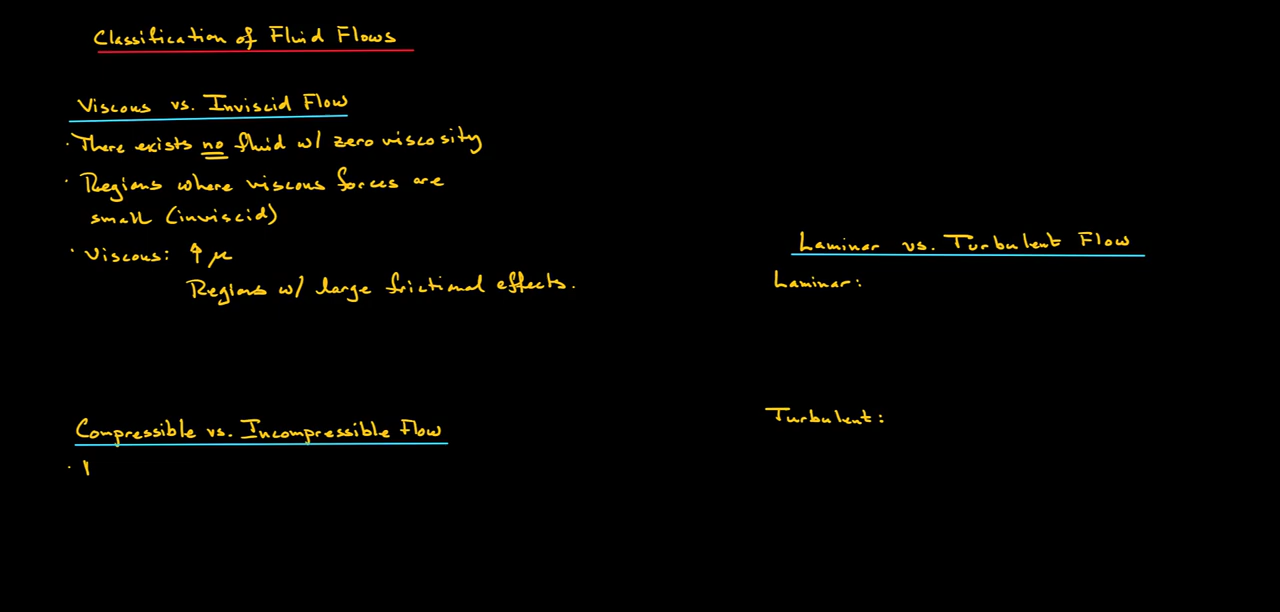 Classification of Fluid Flows
Viscous vs. Inviscid Flow
· There exists no fluid w/ zero viscosity
· Regions where viscous forces are
small (inviscid)
· Viscous: ↑ μ
Regions w/ large frictional effects.
Compressible vs. Incompressible Flow
·
Laminar vs. Turbulent Flow
Laminar:
Turbulent: